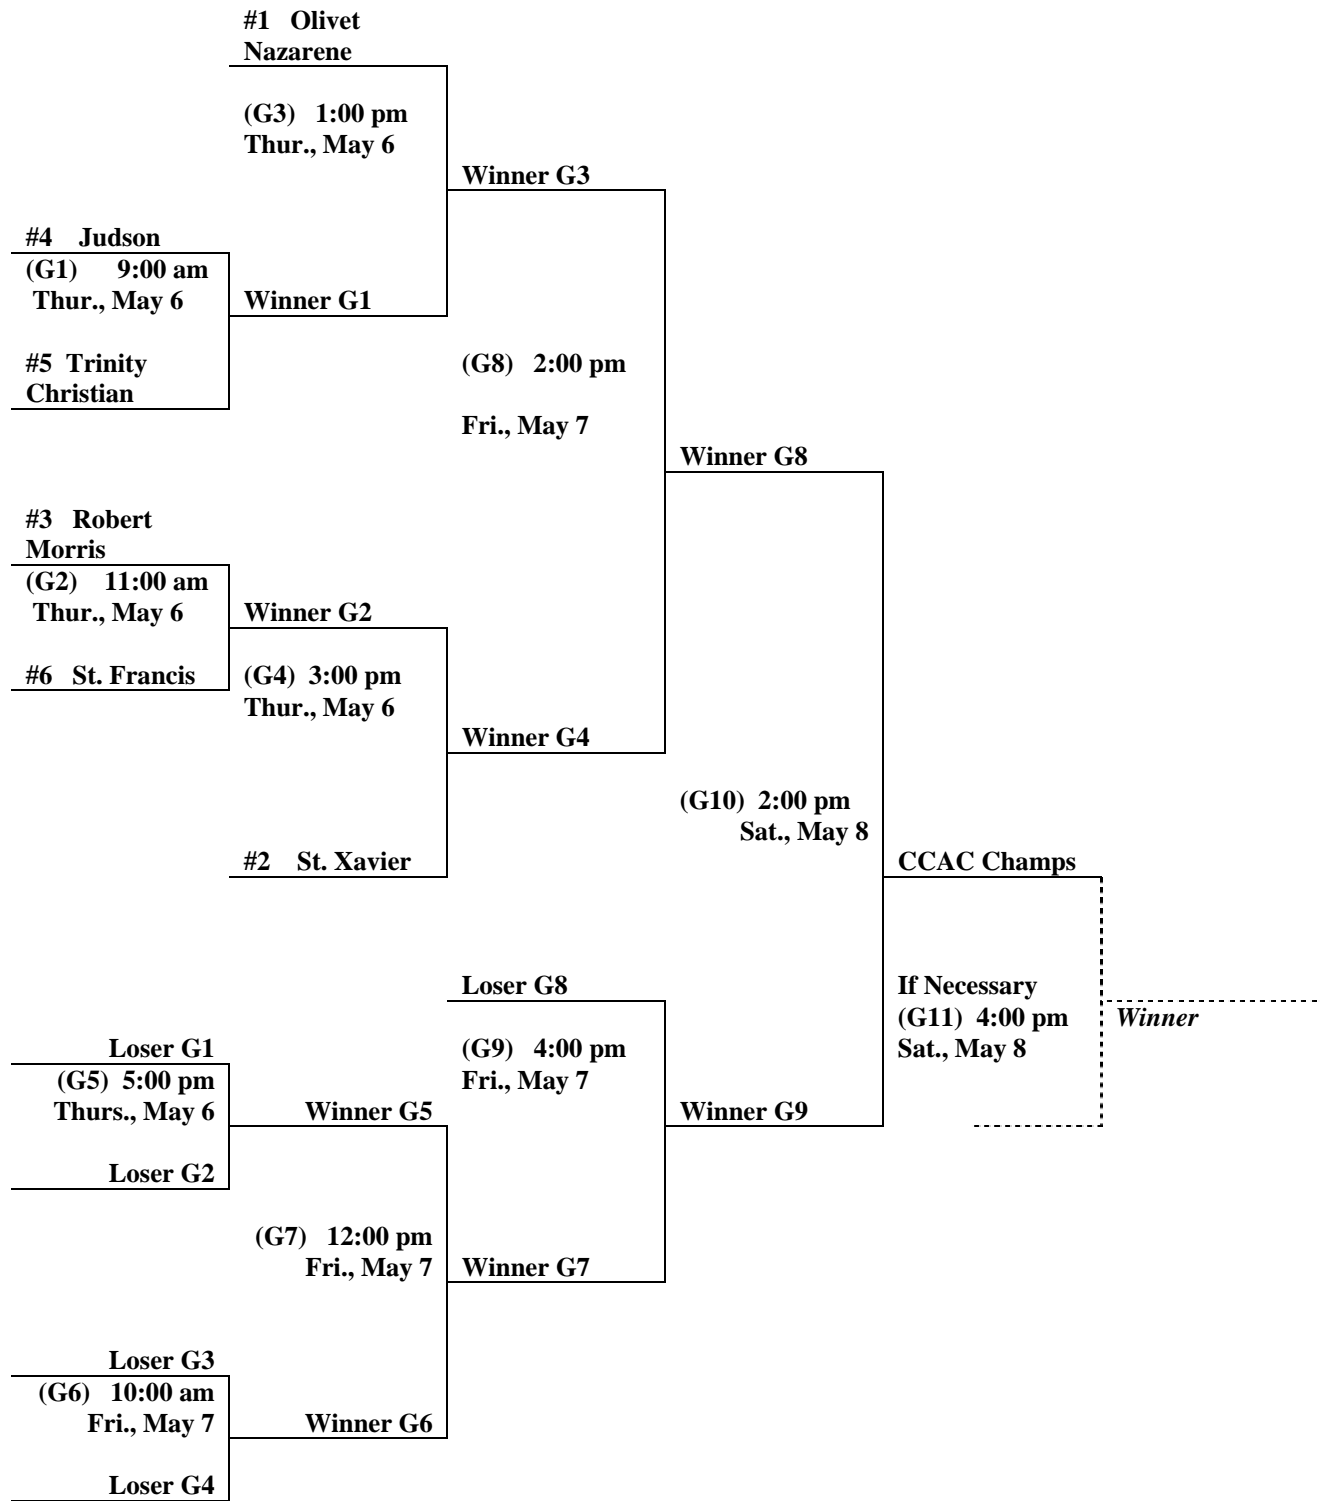 #1 Olivet
Nazarene
(G3) 1:00 pm
Thur., May 6
Winner G3
#4 Judson
(G1) 9:00 am
Thur., May 6
Winner G1
#5 Trinity
Christian
(G8) 2:00 pm
Fri., May 7
Winner G8
#3 Robert
Morris
(G2) 11:00 am
Thur., May 6
Winner G2
#6 St. Francis
(G4) 3:00 pm
Thur., May 6
Winner G4
(G10) 2:00 pm
Sat., May 8
#2 St. Xavier
CCAC Champs
Loser G8
If Necessary
(G11) 4:00 pm
Sat., May 8
Winner
Loser G1
(G5) 5:00 pm
Thurs., May 6
(G9) 4:00 pm
Fri., May 7
Winner G5
Winner G9
Loser G2
(G7) 12:00 pm
Fri., May 7
Winner G7
Loser G3
(G6) 10:00 am
Fri., May 7
Winner G6
Loser G4